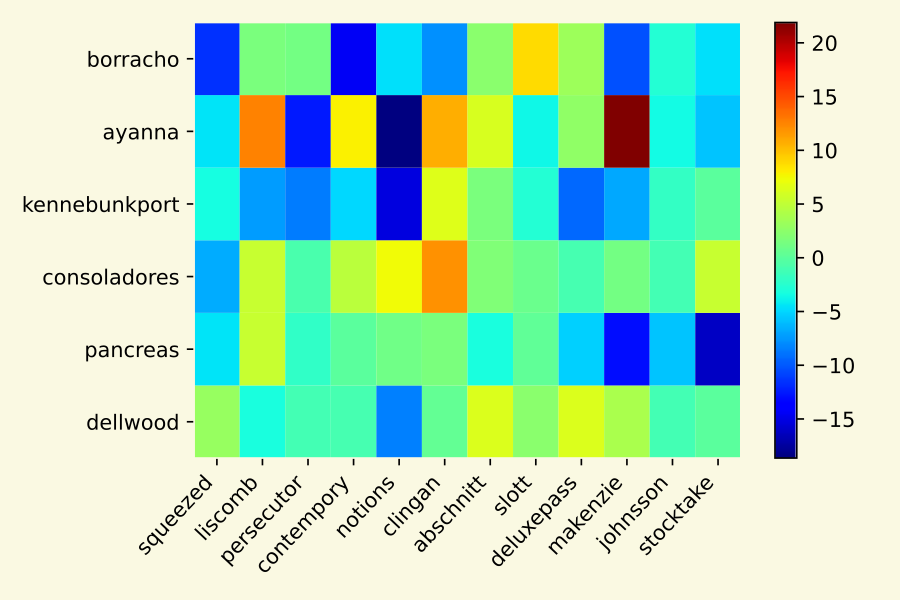 borracho
ayanna
kennebunkport
consoladores
pancreas
dellwood
squeezed
liscomb
persecutor
contempory
notions
clingan
abschnitt
slott
deluxepass
makenzie
johnsson
stocktake
20
15
10
5
0
−5
−10
−15